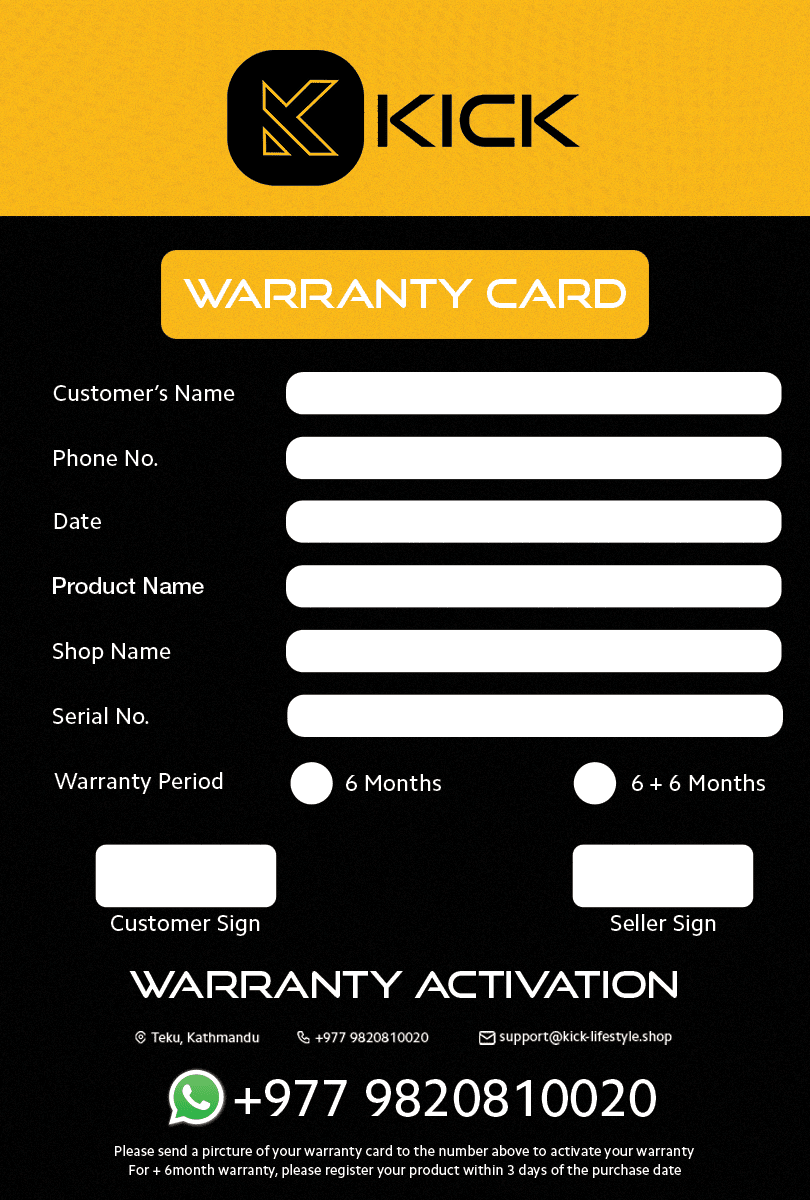 KICK
WARRANTY CARD
Customer’s Name
Phone No.
Date
Product Name
Shop Name
Serial No.
Warranty Period
6 Months
6 + 6 Months
Customer Sign
Seller Sign
WARRANTY ACTIVATION
Teku, Kathmandu
+977 9820810020
support@kick-lifestyle.shop
+977 9820810020
Please send a pircture of your warranty card to the number above to activate your warranty
For + 6month warranty, please register your product within 3 days of the purchase date